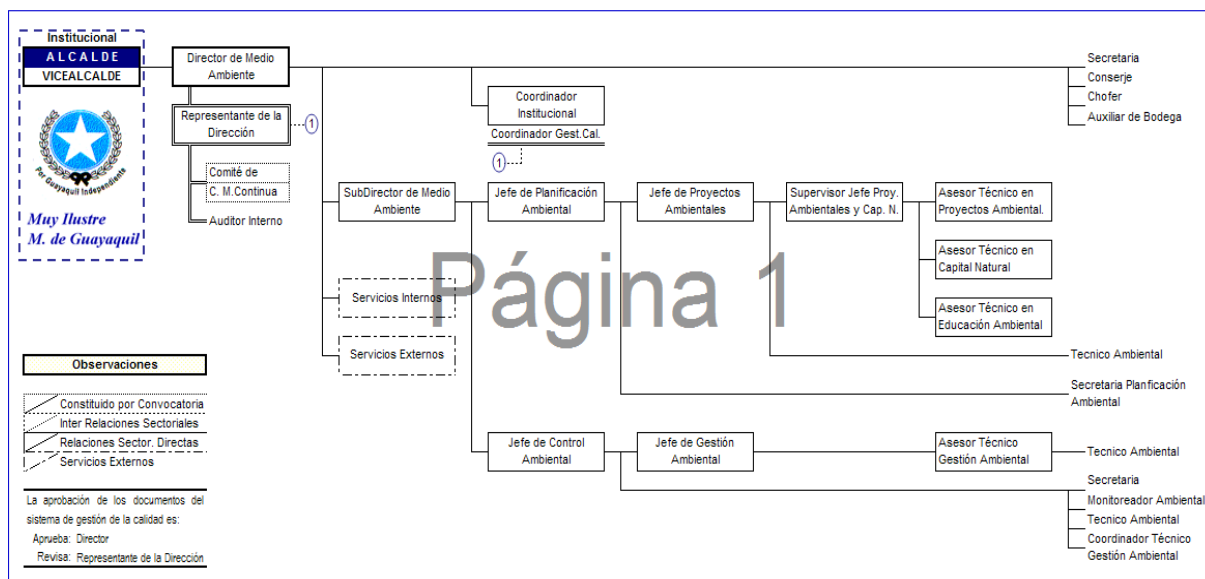 Institucional
ALCALDE
VICEALCALDE
Por Guayaquil Independiente
Muy Ilustre
M. de Guayaquil
Director de Medio
Ambiente
Representante de la
Dirección
1
Comité de
C. M.Continua
Auditor Interno
Coordinador
Institucional
Coordinador Gest.Cal.
1
Secretaria
Conserje
Chofer
Auxiliar de Bodega
SubDirector de Medio
Ambiente
Jefe de Planificación
Ambiental
Jefe de Proyectos
Ambientales
Supervisor Jefe Proy.
Ambientales y Cap. N.
Asesor Técnico en
Proyectos Ambiental.
Asesor Técnico en
Capital Natural
Asesor Técnico en
Educación Ambiental
Servicios Internos
Servicios Externos
Página 1
Tecnico Ambiental
Secretaria Planficación
Ambiental
Jefe de Control
Ambiental
Jefe de Gestión
Ambiental
Asesor Técnico
Gestión Ambiental
Tecnico Ambiental
Secretaria
Monitoreador Ambiental
Tecnico Ambiental
Coordinador Técnico
Gestión Ambiental
Observaciones
Constituido por Convocatoria
Inter Relaciones Sectoriales
Relaciones Sector. Directas
Servicios Externos
La aprobación de los documentos del
sistema de gestión de la calidad es:
Aprueba: Director
Revisa: Representante de la Dirección